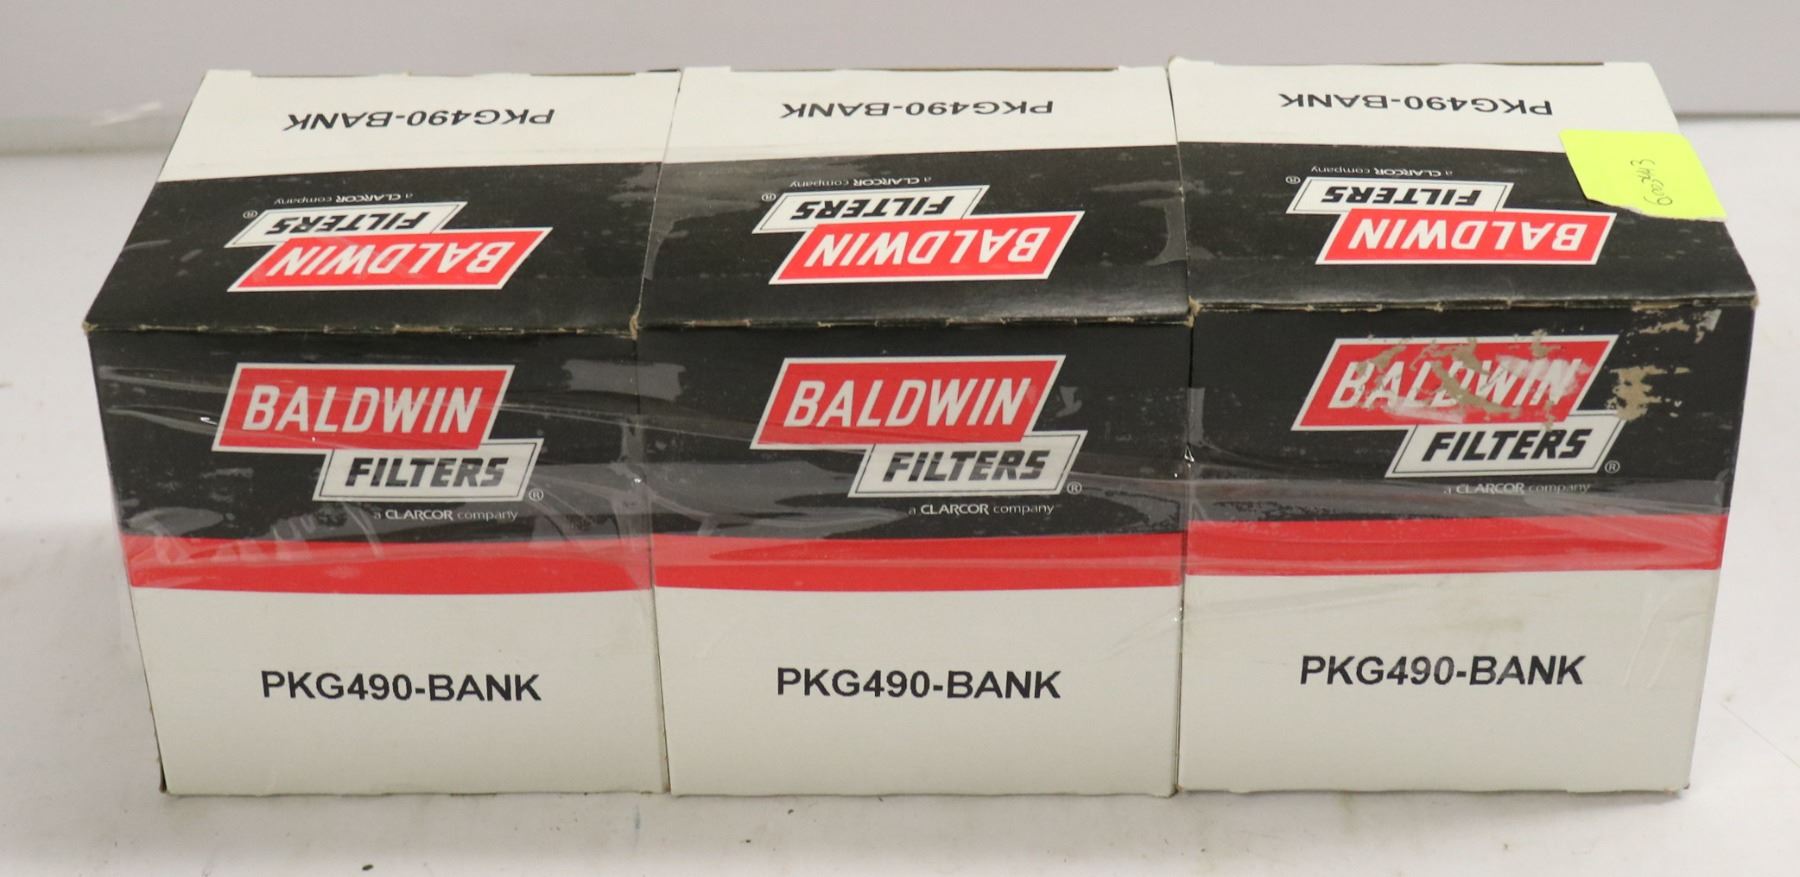 PKG490-BANK
a CLARCOR company
FILTERS ®
BALDWIN
PKG490-BANK
a CLARCOR company
FILTERS ®
BALDWIN
PKG490-BANK
a CLARCOR company
FILTERS ®
BALDWIN
BALDWIN
FILTERS ®
a CLARCOR company
PKG490-BANK
BALDWIN
FILTERS ®
a CLARCOR company
PKG490-BANK
BALDWIN
FILTERS ®
a CLARCOR company
PKG490-BANK